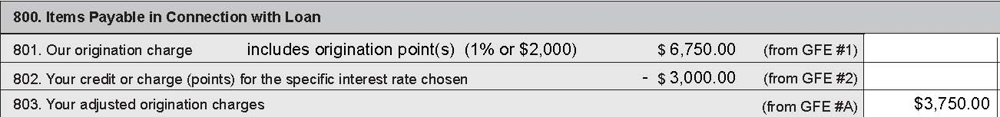 800. Items Payable in Connection with Loan
801. Our origination charge includes origination point(s) (1% or $2,000) $ 6,750.00 (from GFE #1)
802. Your credit or charge (points) for the specific interest rate chosen - $ 3,000.00 (from GFE #2)
803. Your adjusted origination charges (from GFE #A) $3,750.00